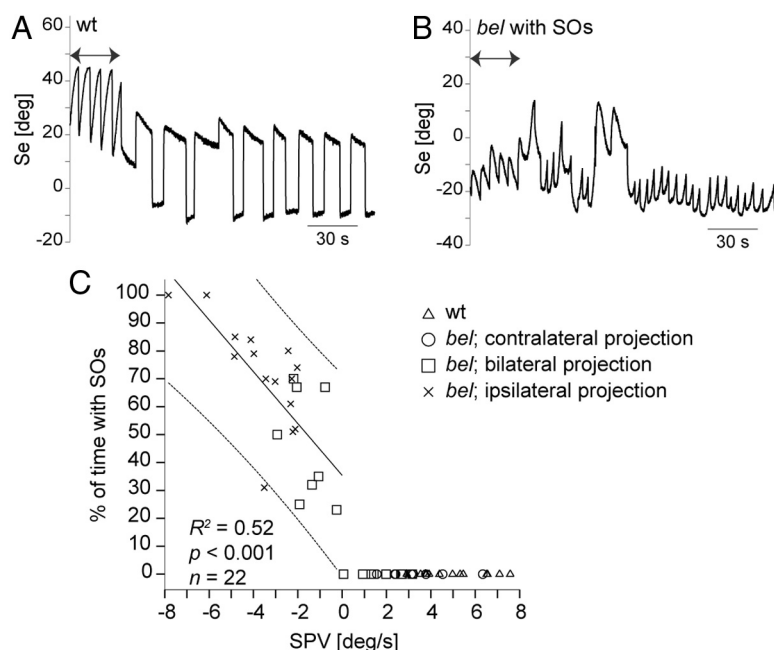 A
wt
60
40
20
0
-20
Se [deg]
30 s
B
bel with SOs
40
20
0
-20
-40
Se [deg]
30 s
C
100
90
80
70
60
50
40
30
20
10
0
% of time with SOs
R² = 0.52
p < 0.001
n = 22
-8 -6 -4 -2 0 2 4 6 8
SPV [deg/s]
wt
bel; contralateral projection
bel; bilateral projection
bel; ipsilateral projection